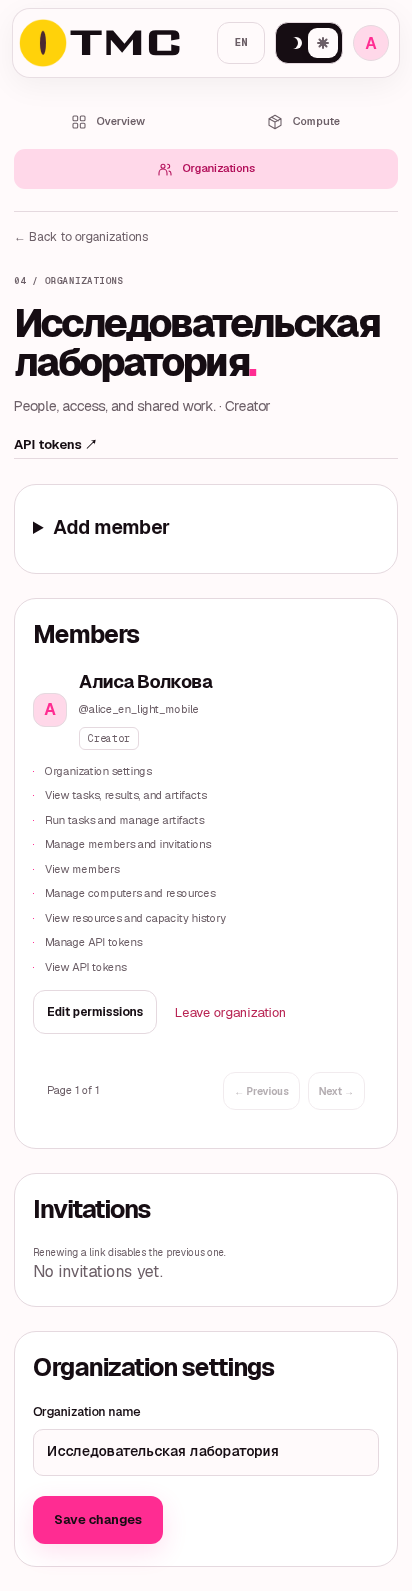 TMC
EN
A
Overview
Compute
Organizations
← Back to organizations
04 / ORGANIZATIONS
Исследовательская
лаборатория.
People, access, and shared work. · Creator
API tokens ↗
Add member
Members
A
Алиса Волкова
@alice_en_light_mobile
Creator
· Organization settings
· View tasks, results, and artifacts
· Run tasks and manage artifacts
· Manage members and invitations
· View members
· Manage computers and resources
· View resources and capacity history
· Manage API tokens
· View API tokens
Edit permissions
Leave organization
Page 1 of 1
← Previous
Next →
Invitations
Renewing a link disables the previous one.
No invitations yet.
Organization settings
Organization name
Исследовательская лаборатория
Save changes